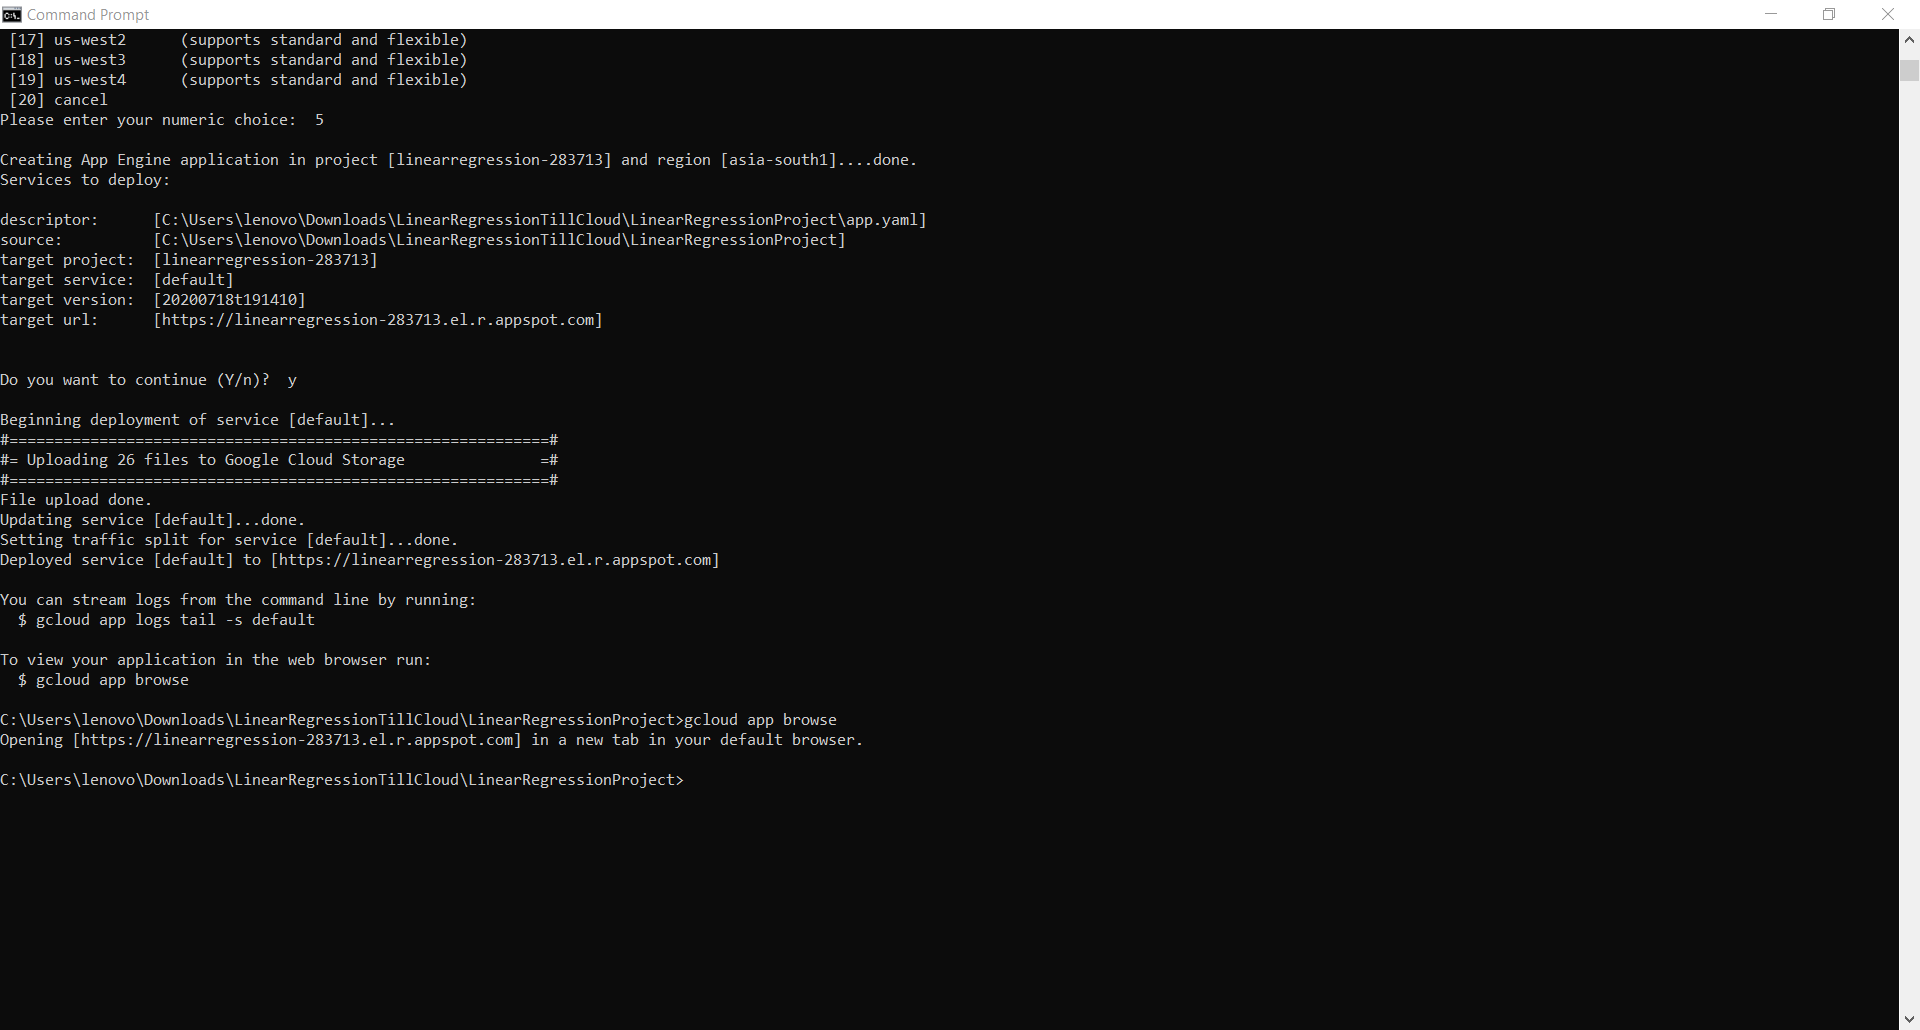 Command Prompt
[17] us-west2      (supports standard and flexible)
[18] us-west3      (supports standard and flexible)
[19] us-west4      (supports standard and flexible)
[20] cancel
Please enter your numeric choice:  5
Creating App Engine application in project [linearregression-283713] and region [asia-south1]....done.
Services to deploy:
descriptor:      [C:\Users\lenovo\Downloads\LinearRegressionTillCloud\LinearRegressionProject\app.yaml]
source:          [C:\Users\lenovo\Downloads\LinearRegressionTillCloud\LinearRegressionProject]
target project:  [linearregression-283713]
target service:  [default]
target version:  [20200718t191410]
target url:      [https://linearregression-283713.el.r.appspot.com]
Do you want to continue (Y/n)?  y
Beginning deployment of service [default]...
#============================================================#
#= Uploading 26 files to Google Cloud Storage               =#
#============================================================#
File upload done.
Updating service [default]...done.
Setting traffic split for service [default]...done.
Deployed service [default] to [https://linearregression-283713.el.r.appspot.com]
You can stream logs from the command line by running:
  $ gcloud app logs tail -s default
To view your application in the web browser run:
  $ gcloud app browse
C:\Users\lenovo\Downloads\LinearRegressionTillCloud\LinearRegressionProject>gcloud app browse
Opening [https://linearregression-283713.el.r.appspot.com] in a new tab in your default browser.
C:\Users\lenovo\Downloads\LinearRegressionTillCloud\LinearRegressionProject>